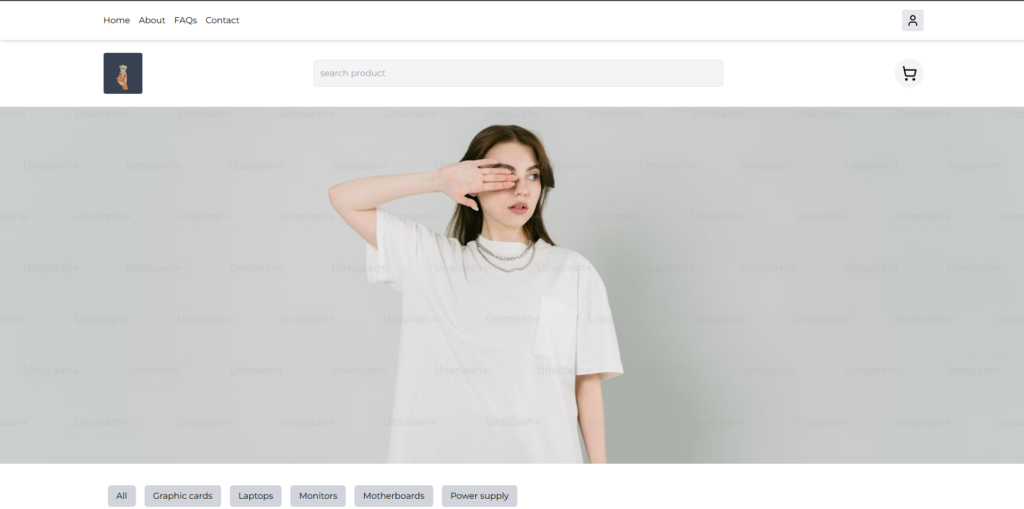 Home About FAQs Contact
search product
Unsplash+
All Graphic cards Laptops Monitors Motherboards Power supply